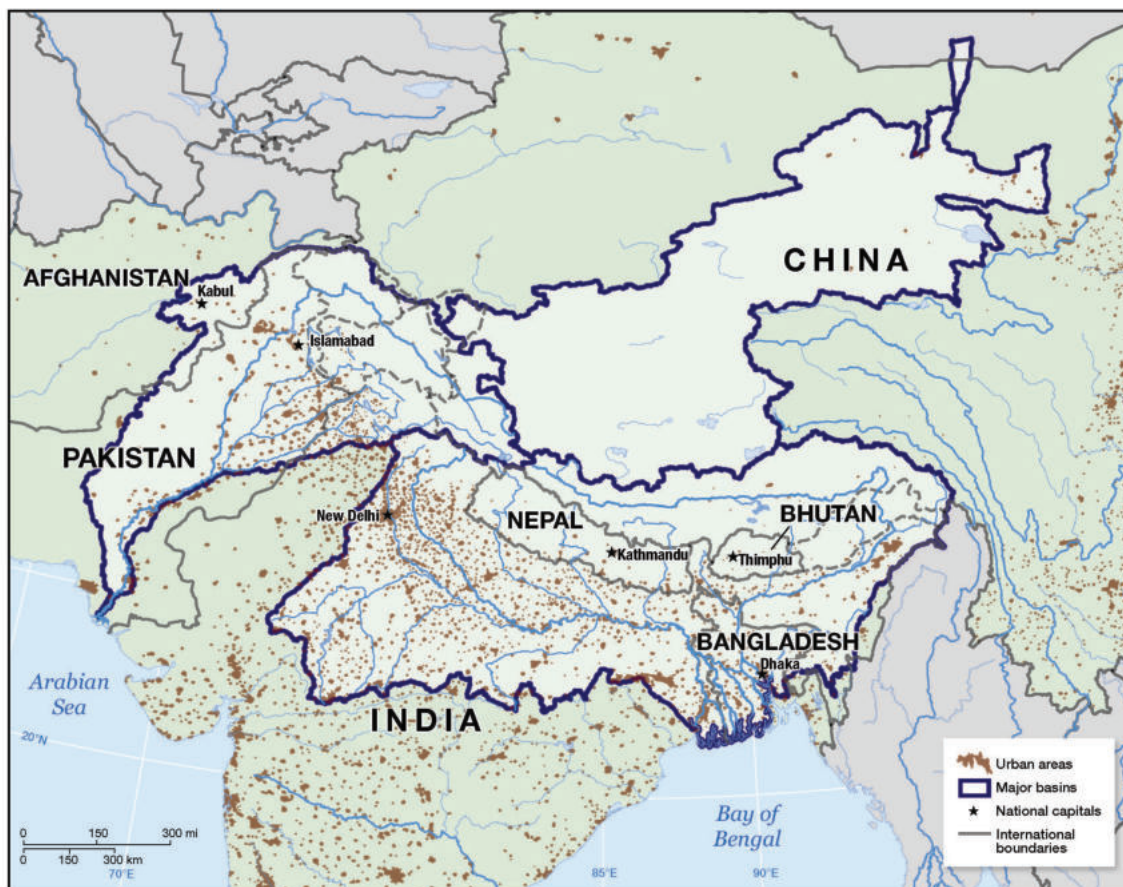 CHINA
AFGHANISTAN
Kabul
Islamabad
PAKISTAN
New Delhi
NEPAL
BHUTAN
Kathmandu
Thimphu
BANGLADESH
Dhaka
Arabian
Sea
INDIA
20°N
Bay of
Bengal
Urban areas
Major basins
National capitals
International
boundaries
0 150 300 mi
0 150 300 km
70°E
85°E
90°E